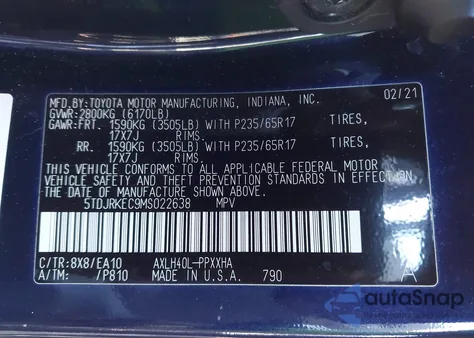 MFD.BY:TOYOTA MOTOR MANUFACTURING, INDIANA, INC. 02/21
GVWR:2800KG (6170LB)
GAWR:FRT. 1590KG (3505LB) WITH P235/65R17 TIRES,
17X7J RIMS,
RR. 1590KG (3505LB) WITH P235/65R17 TIRES,
17X7J RIMS.
THIS VEHICLE CONFORMS TO ALL APPLICABLE FEDERAL MOTOR
VEHICLE SAFETY AND THEFT PREVENTION STANDARDS IN EFFECT
ON THE DATE OF MANUFACTURE SHOWN ABOVE.
5TDJRKEC9MS022638 MPV
C/TR:8X8/EA10 AXLH40L-PPXXHA
A/TM: /P810 MADE IN U.S.A. 790 A
autoSnap